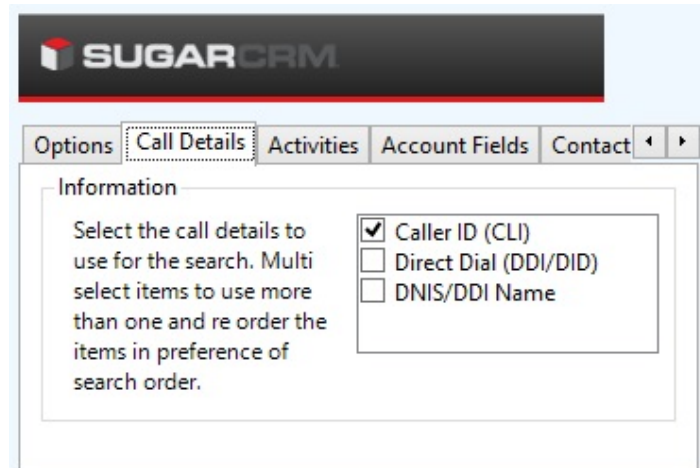 SUGARCRM
Options Call Details Activities Account Fields Contact
Information
Select the call details to
use for the search. Multi
select items to use more
than one and re order the
items in preference of
search order.
Caller ID (CLI)
Direct Dial (DDI/DID)
DNIS/DDI Name